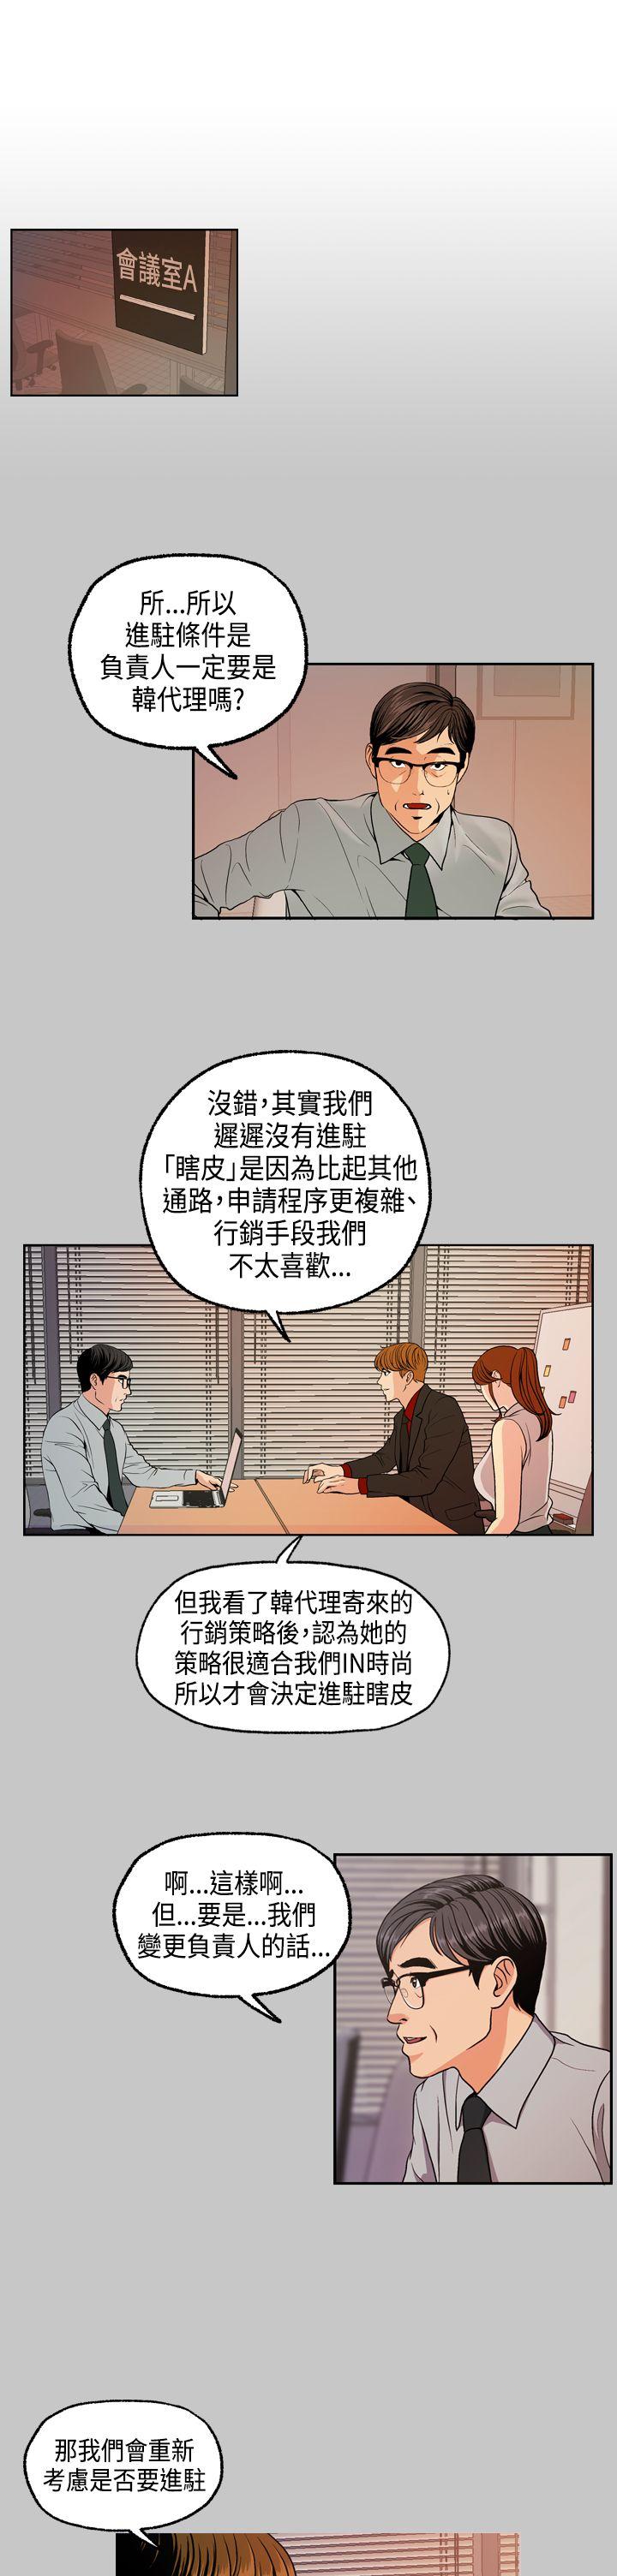 會議室A
所...所以
進駐條件是
負責人一定要是
韓代理嗎?
沒錯,其實我們
遲遲沒有進駐
「瞎皮」是因為比起其他
通路,申請程序更複雜、
行銷手段我們
不太喜歡...
但我看了韓代理寄來的
行銷策略後,認為她的
策略很適合我們IN時尚
所以才會決定進駐瞎皮
啊...這樣啊...
但...要是...我們
變更負責人的話...
那我們會重新
考慮是否要進駐